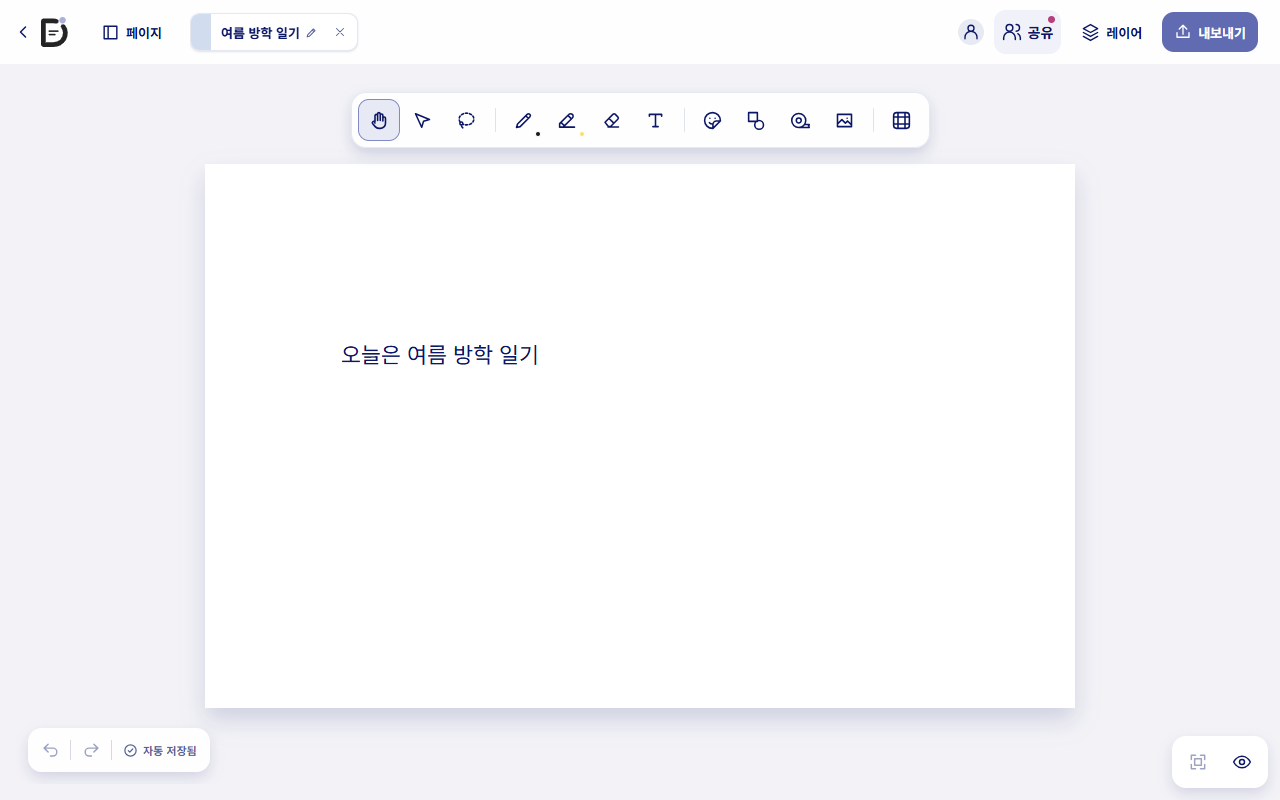 페이지
여름 방학 일기
공유
레이어
내보내기
오늘은 여름 방학 일기
자동 저장됨